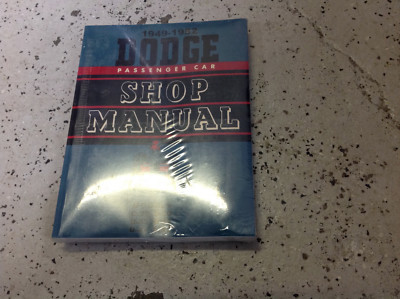 DODGE
PASSENGER CAR
SHOP
MANUAL